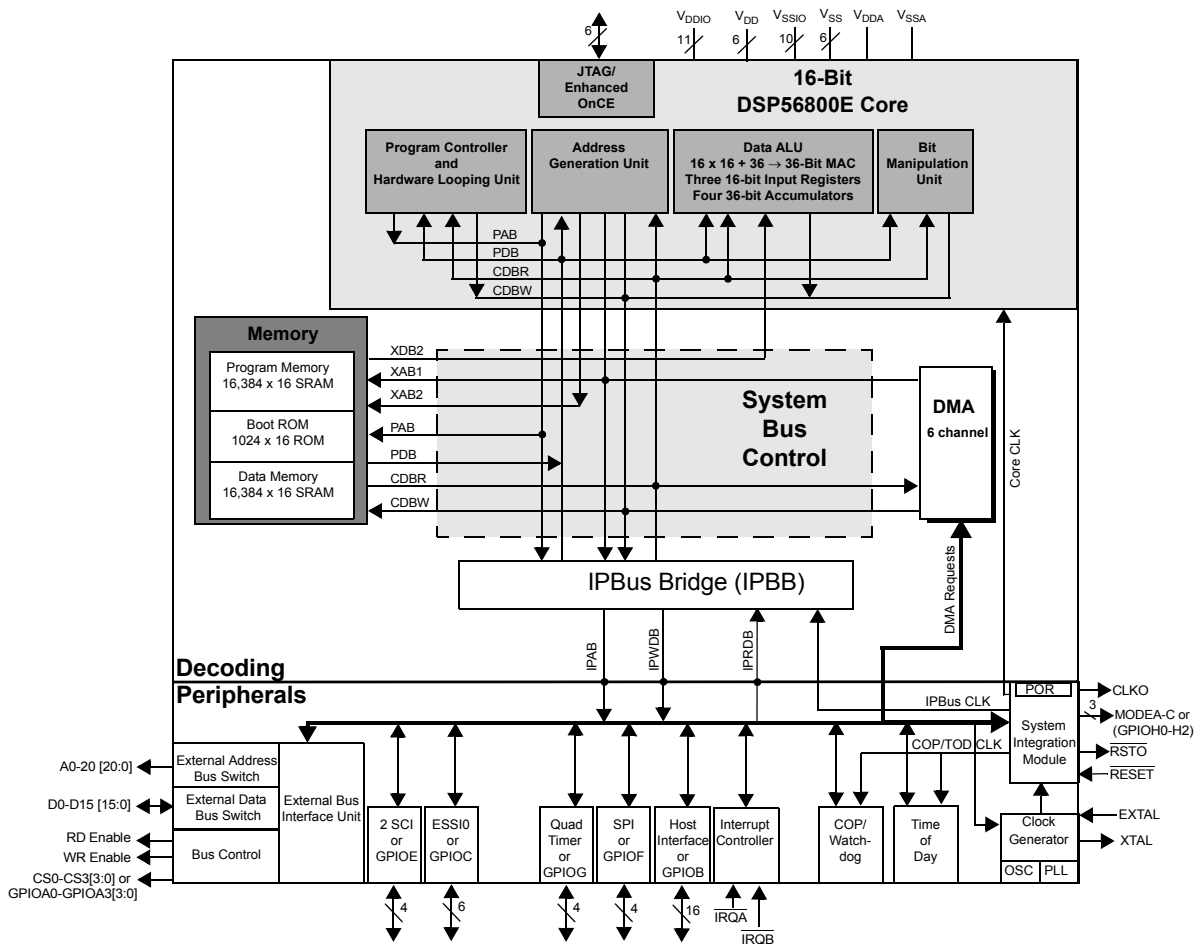 V_DDIO V_DD V_SSIO V_SS V_DDA V_SSA
6 11 6 10 6
JTAG/
Enhanced
OnCE
16-Bit
DSP56800E Core
Program Controller
and
Hardware Looping Unit
Address
Generation Unit
Data ALU
16 x 16 + 36 → 36-Bit MAC
Three 16-bit Input Registers
Four 36-bit Accumulators
Bit
Manipulation
Unit
PAB
PDB
CDBR
CDBW
Memory
Program Memory
16,384 x 16 SRAM
Boot ROM
1024 x 16 ROM
Data Memory
16,384 x 16 SRAM
XDB2
XAB1
XAB2
PAB
PDB
CDBR
CDBW
System
Bus
Control
DMA
6 channel
Core CLK
IPBus Bridge (IPBB)
DMA Requests
IPAB
IPWDB
IPRDB
Decoding
Peripherals
IPBus CLK
POR
CLKO
3
MODEA-C or
(GPIOH0-H2)
System
Integration
Module
COP/TOD CLK
RSTO
RESET
A0-20 [20:0]
External Address
Bus Switch
D0-D15 [15:0]
External Data
Bus Switch
RD Enable
WR Enable
Bus Control
CS0-CS3[3:0] or
GPIOA0-GPIOA3[3:0]
External Bus
Interface Unit
2 SCI
or
GPIOE
ESSI0
or
GPIOC
Quad
Timer
or
GPIOG
SPI
or
GPIOF
Host
Interface
or
GPIOB
Interrupt
Controller
COP/
Watch-
dog
Time
of
Day
Clock
Generator
OSC PLL
EXTAL
XTAL
4 6 4 4 16
IRQA
IRQB